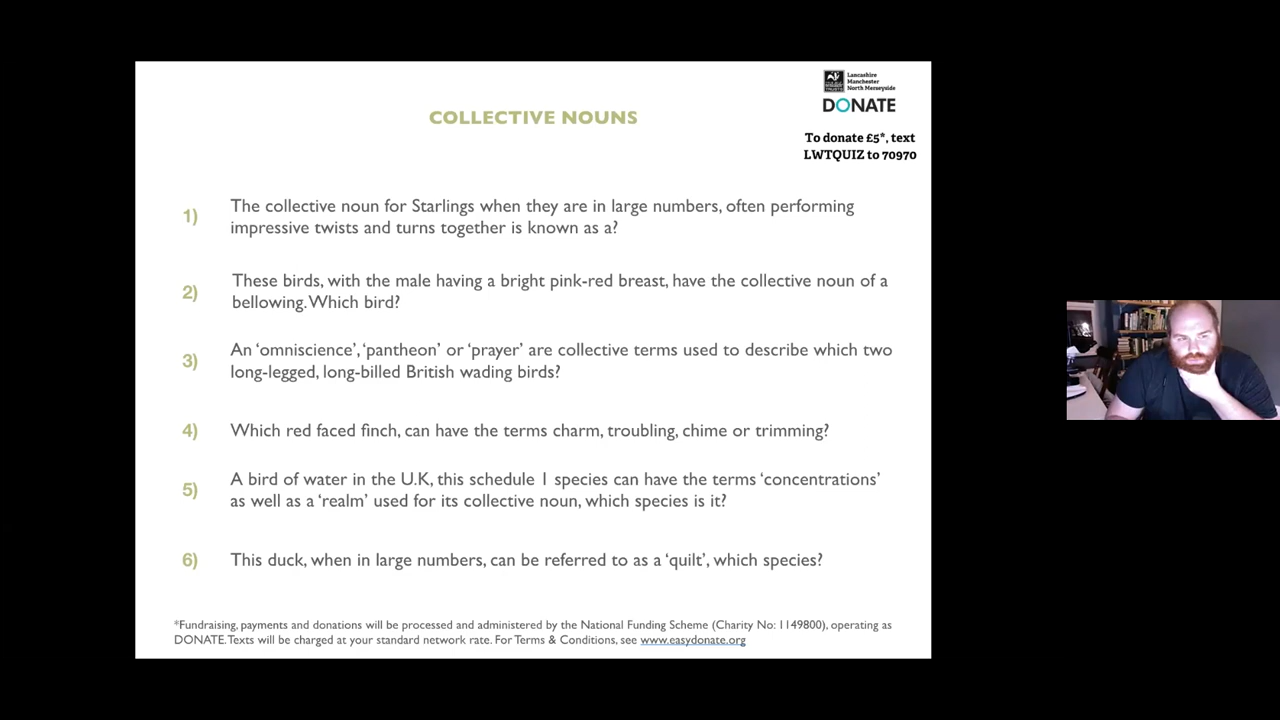 Lancashire
Manchester
North Merseyside
DONATE
To donate £5*, text
LWTQUIZ to 70970
COLLECTIVE NOUNS
1) The collective noun for Starlings when they are in large numbers, often performing
impressive twists and turns together is known as a?
2) These birds, with the male having a bright pink-red breast, have the collective noun of a
bellowing. Which bird?
3) An ‘omniscience’, ‘pantheon’ or ‘prayer’ are collective terms used to describe which two
long-legged, long-billed British wading birds?
4) Which red faced finch, can have the terms charm, troubling, chime or trimming?
5) A bird of water in the U.K, this schedule 1 species can have the terms ‘concentrations’
as well as a ‘realm’ used for its collective noun, which species is it?
6) This duck, when in large numbers, can be referred to as a ‘quilt’, which species?
*Fundraising, payments and donations will be processed and administered by the National Funding Scheme (Charity No: 1149800), operating as
DONATE. Texts will be charged at your standard network rate. For Terms & Conditions, see www.easydonate.org